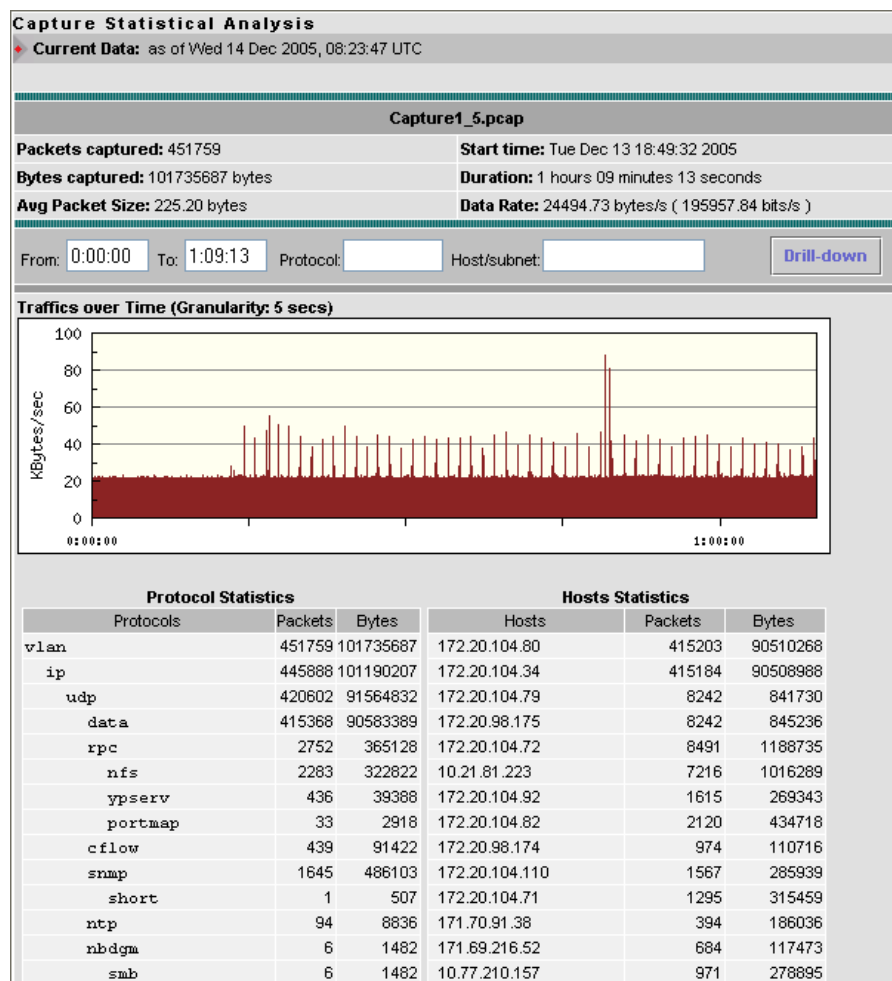 Capture Statistical Analysis
Current Data: as of Wed 14 Dec 2005, 08:23:47 UTC
Capture1_5.pcap
Packets captured: 451759 Start time: Tue Dec 13 18:49:32 2005
Bytes captured: 101735687 bytes Duration: 1 hours 09 minutes 13 seconds
Avg Packet Size: 225.20 bytes Data Rate: 24494.73 bytes/s ( 195957.84 bits/s )
From: 0:00:00 To: 1:09:13 Protocol: Host/subnet: Drill-down
Traffics over Time (Granularity: 5 secs)
100
80
60
40
20
0
KBytes/sec
0:00:00 1:00:00
Protocol Statistics Hosts Statistics
Protocols Packets Bytes Hosts Packets Bytes
vlan 451759 101735687 172.20.104.80 415203 90510268
ip 445888 101190207 172.20.104.34 415184 90508988
udp 420602 91564832 172.20.104.79 8242 841730
data 415368 90583389 172.20.98.175 8242 845236
rpc 2752 365128 172.20.104.72 8491 1188735
nfs 2283 322822 10.21.81.223 7216 1016289
ypserv 436 39388 172.20.104.92 1615 269343
portmap 33 2918 172.20.104.82 2120 434718
cflow 439 91422 172.20.98.174 974 110716
snmp 1645 486103 172.20.104.110 1567 285939
short 1 507 172.20.104.71 1295 315459
ntp 94 8836 171.70.91.38 394 186036
nbdgm 6 1482 171.69.216.52 684 117473
smb 6 1482 10.77.210.157 971 278895